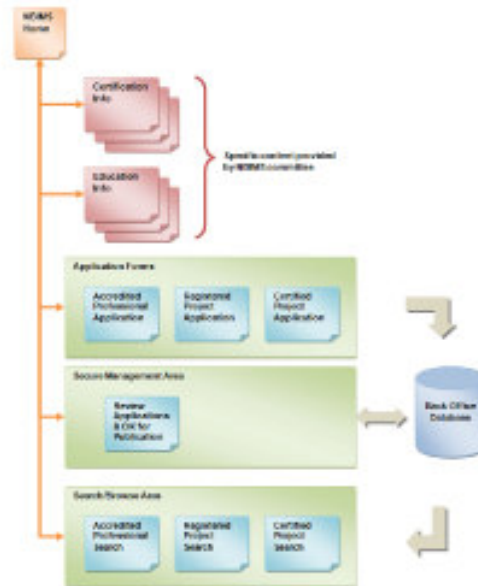 Home
Certification
Info
Education
Info
Specific content provided
by committee
Application Forms
Accredited
Professional
Application
Registered
Project
Application
Certified
Project
Application
Secure Management Area
Review
Applications
& OK for
Publication
Back Office
Database
Search/Browse Area
Accredited
Professional
Search
Registered
Project
Search
Certified
Project
Search